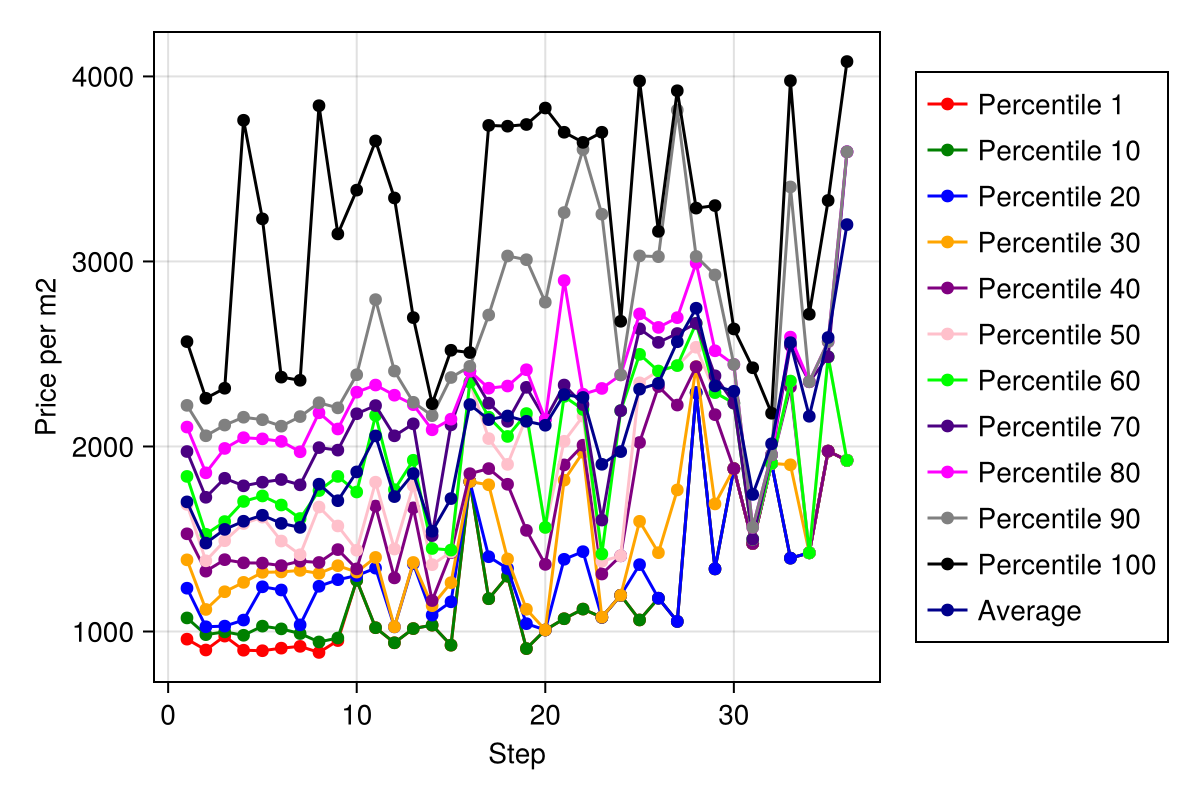 4000
3000
2000
1000
Price per m2
0 10 20 30
Step
Percentile 1
Percentile 10
Percentile 20
Percentile 30
Percentile 40
Percentile 50
Percentile 60
Percentile 70
Percentile 80
Percentile 90
Percentile 100
Average